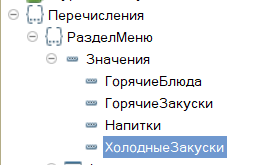 Перечисления
РазделМеню
Значения
ГорячиеБлюда
ГорячиеЗакуски
Напитки
ХолодныеЗакуски